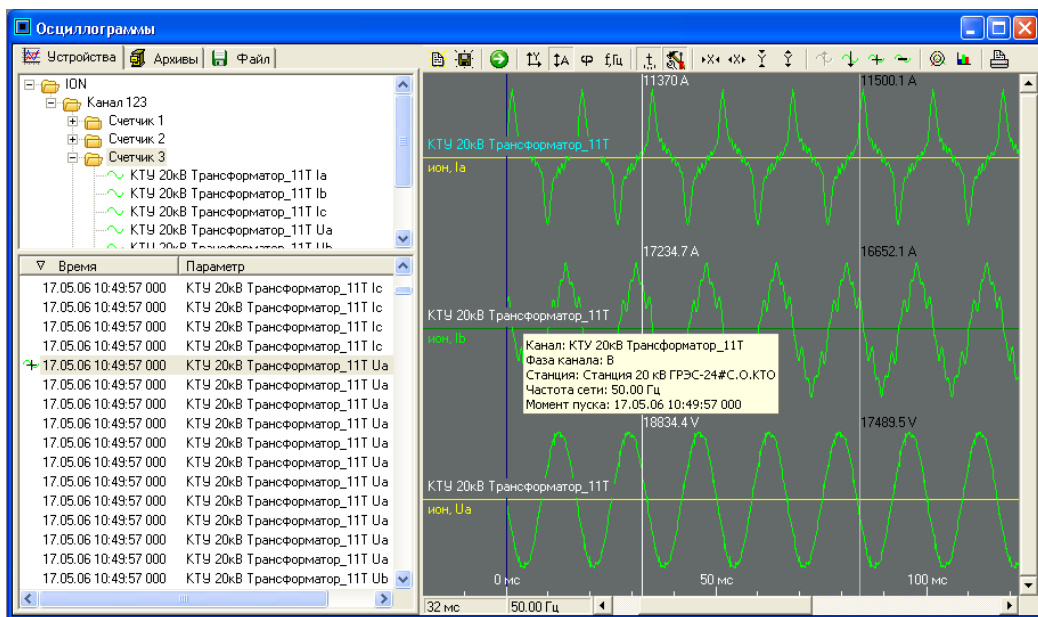 Осциллограммы
Устройства Архивы Файл
ION
Канал 123
Счетчик 1
Счетчик 2
Счетчик 3
КТУ 20кВ Трансформатор_11Т Ia
КТУ 20кВ Трансформатор_11Т Ib
КТУ 20кВ Трансформатор_11Т Ic
КТУ 20кВ Трансформатор_11Т Ua
КТУ 20кВ Трансформатор_11Т Ub
Время Параметр
17.05.06 10:49:57 000 КТУ 20кВ Трансформатор_11Т Ic
17.05.06 10:49:57 000 КТУ 20кВ Трансформатор_11Т Ic
17.05.06 10:49:57 000 КТУ 20кВ Трансформатор_11Т Ic
17.05.06 10:49:57 000 КТУ 20кВ Трансформатор_11Т Ic
17.05.06 10:49:57 000 КТУ 20кВ Трансформатор_11Т Ua
17.05.06 10:49:57 000 КТУ 20кВ Трансформатор_11Т Ua
17.05.06 10:49:57 000 КТУ 20кВ Трансформатор_11Т Ua
17.05.06 10:49:57 000 КТУ 20кВ Трансформатор_11Т Ua
17.05.06 10:49:57 000 КТУ 20кВ Трансформатор_11Т Ua
17.05.06 10:49:57 000 КТУ 20кВ Трансформатор_11Т Ua
17.05.06 10:49:57 000 КТУ 20кВ Трансформатор_11Т Ua
17.05.06 10:49:57 000 КТУ 20кВ Трансформатор_11Т Ua
17.05.06 10:49:57 000 КТУ 20кВ Трансформатор_11Т Ua
17.05.06 10:49:57 000 КТУ 20кВ Трансформатор_11Т Ua
17.05.06 10:49:57 000 КТУ 20кВ Трансформатор_11Т Ua
17.05.06 10:49:57 000 КТУ 20кВ Трансформатор_11Т Ub
Y A φ f,Гц t X X Y Y
11370 A 11500.1 A
КТУ 20кВ Трансформатор_11Т
ион, Ia
17234.7 A 16652.1 A
КТУ 20кВ Трансформатор_11Т
ион, Ib
Канал: КТУ 20кВ Трансформатор_11Т
Фаза канала: B
Станция: Станция 20 кВ ГРЭС-24#С.О.КТО
Частота сети: 50.00 Гц
Момент пуска: 17.05.06 10:49:57 000
18834.4 V 17489.5 V
КТУ 20кВ Трансформатор_11Т
ион, Ua
0 мс 50 мс 100 мс
32 мс 50.00 Гц